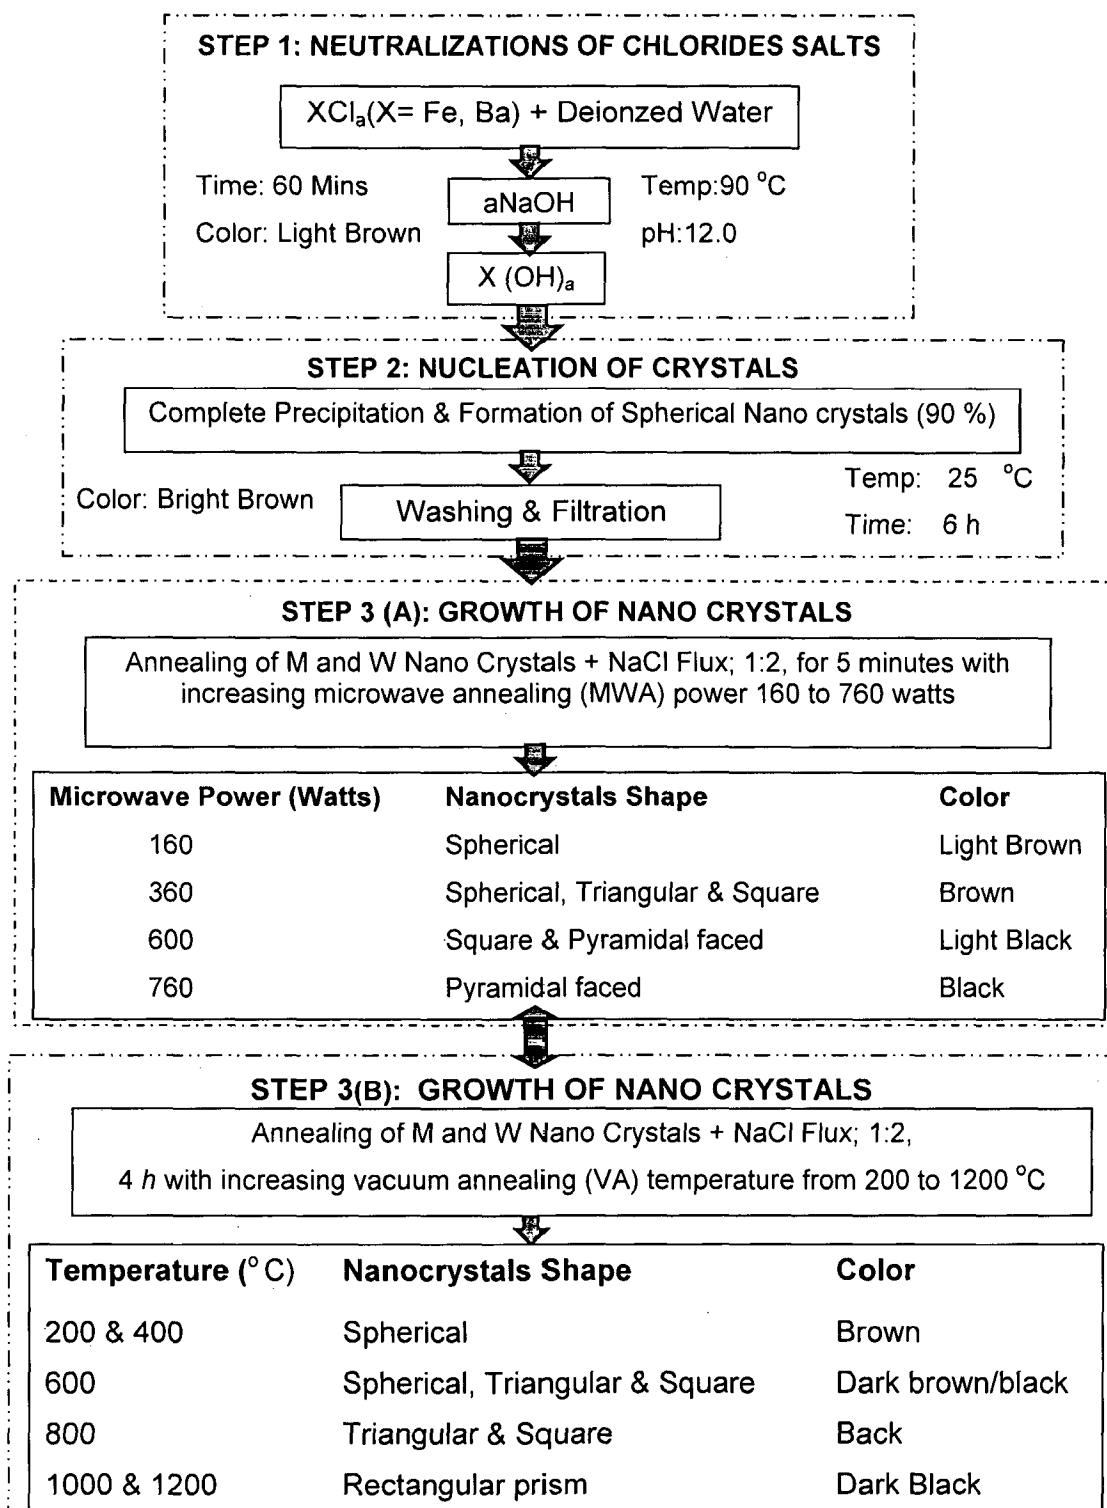 STEP 1: NEUTRALIZATIONS OF CHLORIDES SALTS
XClₐ(X= Fe, Ba) + Deionzed Water
Time: 60 Mins
Temp:90 °C
aNaOH
Color: Light Brown
pH:12.0
X (OH)ₐ
STEP 2: NUCLEATION OF CRYSTALS
Complete Precipitation & Formation of Spherical Nano crystals (90 %)
Color: Bright Brown
Washing & Filtration
Temp: 25 °C
Time: 6 h
STEP 3 (A): GROWTH OF NANO CRYSTALS
Annealing of M and W Nano Crystals + NaCl Flux; 1:2, for 5 minutes with
increasing microwave annealing (MWA) power 160 to 760 watts
Microwave Power (Watts) Nanocrystals Shape Color
160 Spherical Light Brown
360 Spherical, Triangular & Square Brown
600 Square & Pyramidal faced Light Black
760 Pyramidal faced Black
STEP 3(B): GROWTH OF NANO CRYSTALS
Annealing of M and W Nano Crystals + NaCl Flux; 1:2,
4 h with increasing vacuum annealing (VA) temperature from 200 to 1200 °C
Temperature (° C) Nanocrystals Shape Color
200 & 400 Spherical Brown
600 Spherical, Triangular & Square Dark brown/black
800 Triangular & Square Back
1000 & 1200 Rectangular prism Dark Black